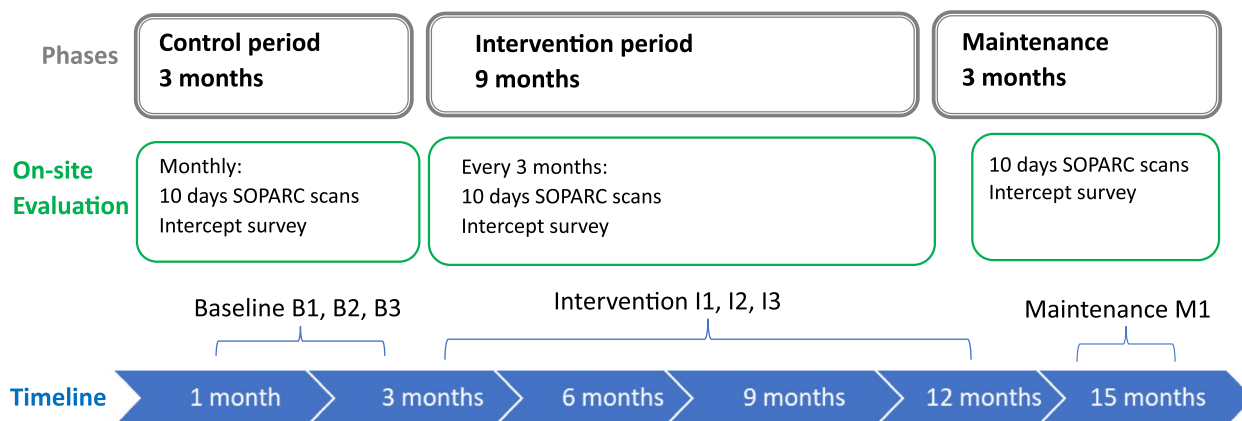 Phases
Control period
3 months
Intervention period
9 months
Maintenance
3 months
On-site
Evaluation
Monthly:
10 days SOPARC scans
Intercept survey
Every 3 months:
10 days SOPARC scans
Intercept survey
10 days SOPARC scans
Intercept survey
Baseline B1, B2, B3
Intervention I1, I2, I3
Maintenance M1
Timeline
1 month
3 months
6 months
9 months
12 months
15 months